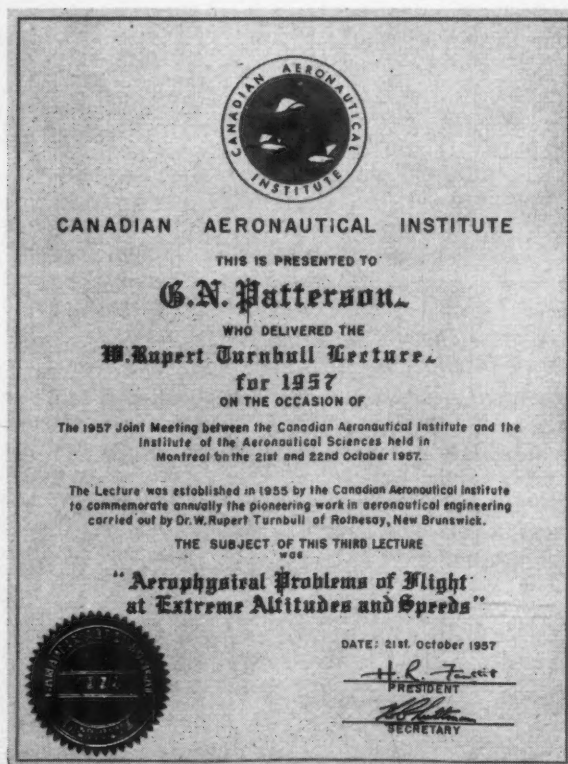 CANADIAN AERONAUTICAL
INSTITUTE
CANADIAN AERONAUTICAL INSTITUTE
THIS IS PRESENTED TO
G.N. Patterson
WHO DELIVERED THE
W. Rupert Turnbull Lecture
for 1957
ON THE OCCASION OF
The 1957 Joint Meeting between the Canadian Aeronautical Institute and the
Institute of the Aeronautical Sciences held in
Montreal on the 21st and 22nd October 1957.
The Lecture was established in 1955 by the Canadian Aeronautical Institute
to commemorate annually the pioneering work in aeronautical engineering
carried out by Dr. W. Rupert Turnbull of Rothesay, New Brunswick.
THE SUBJECT OF THIS THIRD LECTURE
was
"Aerophysical Problems of Flight
at Extreme Altitudes and Speeds"
DATE: 21st. October 1957
H. R.
PRESIDENT
SECRETARY